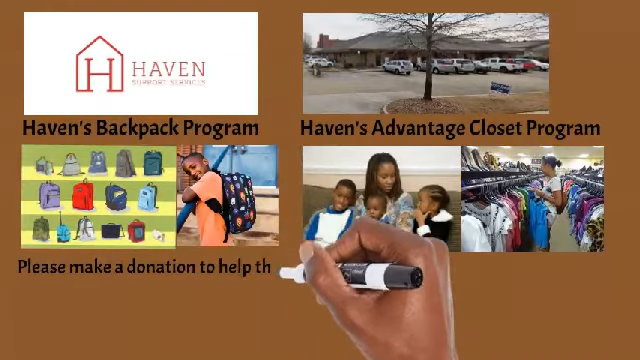 HAVEN
SUPPORT SERVICES
Haven's Backpack Program
Haven's Advantage Closet Program
Please make a donation to help th